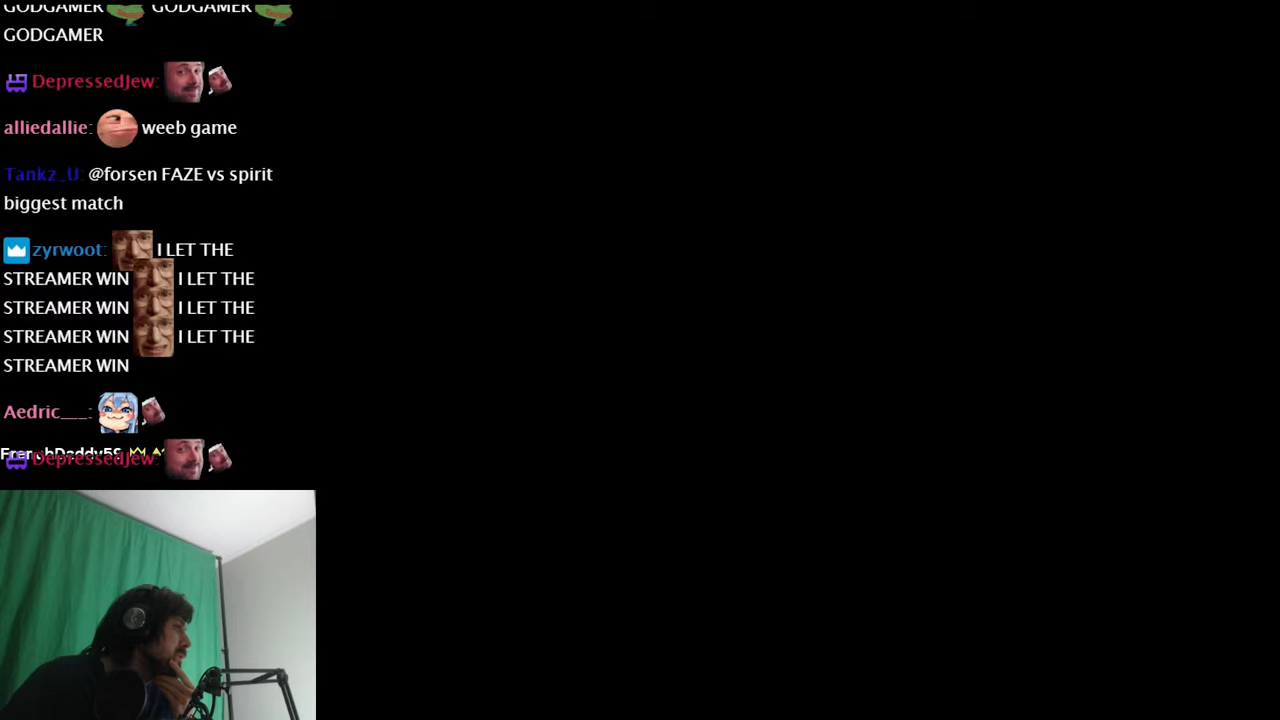 GODGAMER GODGAMER
GODGAMER
DepressedJew:
alliedallie: weeb game
Tankz_U: @forsen FAZE vs spirit
biggest match
zyrwoot: I LET THE
STREAMER WIN I LET THE
STREAMER WIN I LET THE
STREAMER WIN I LET THE
STREAMER WIN
Aedric___:
DepressedJew: